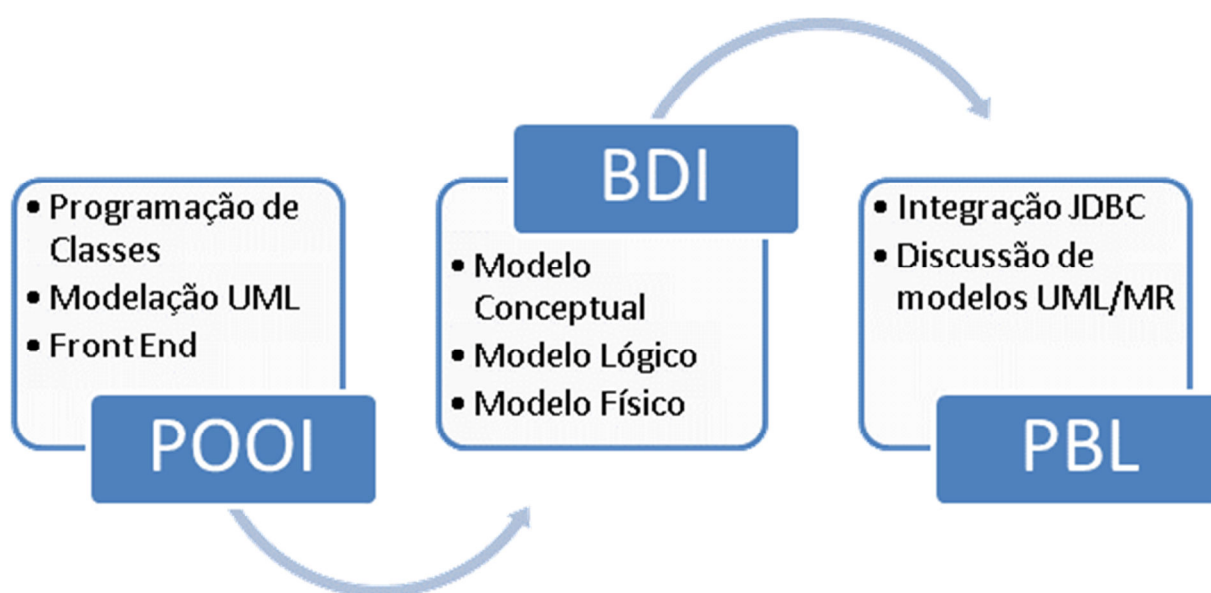 • Programação de
Classes
• Modelação UML
• Front End
POOI
BDI
• Modelo
Conceptual
• Modelo Lógico
• Modelo Físico
• Integração JDBC
• Discussão de
modelos UML/MR
PBL